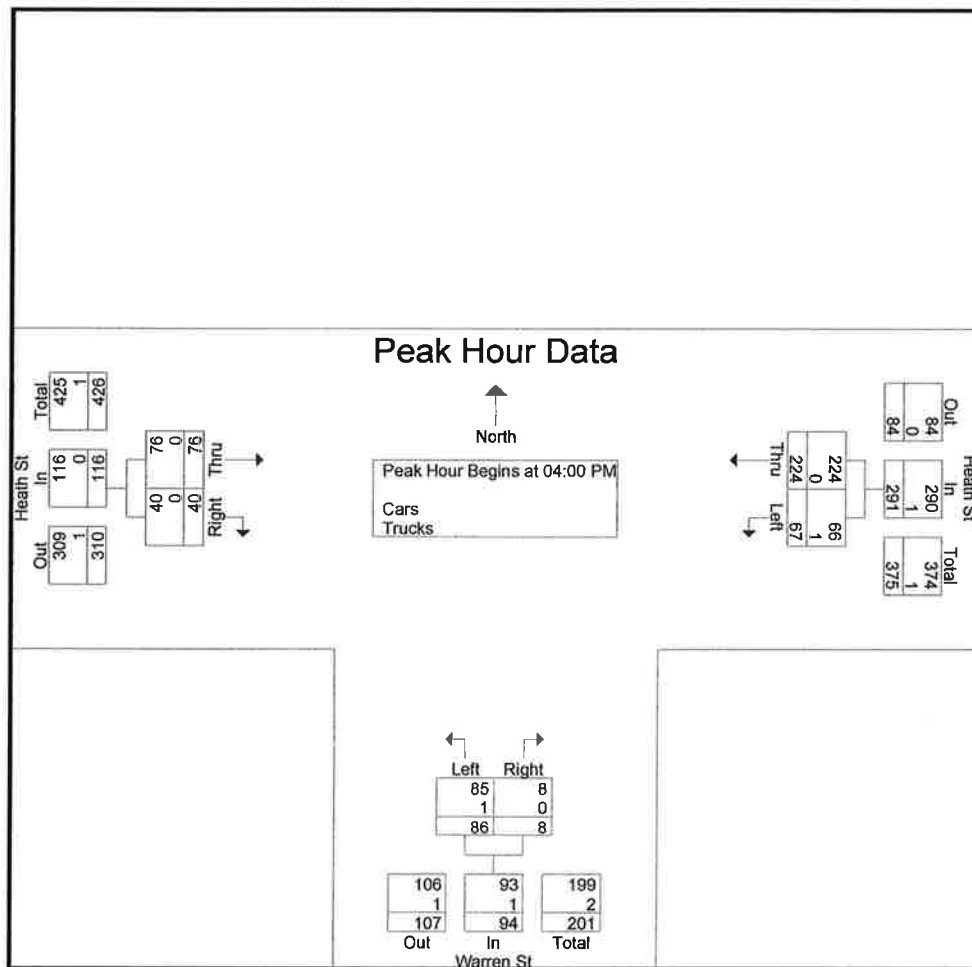 Peak Hour Data
North
Peak Hour Begins at 04:00 PM
Cars
Trucks
Heath St
Total
425
1
426
In
116
0
116
Out
309
1
310
Thru
76
0
76
Right
40
0
40
Heath St
Out
84
0
84
In
290
1
291
Total
374
1
375
Thru
224
0
224
Left
66
1
67
Left Right
85 8
1 0
86 8
106 93 199
1 1 2
107 94 201
Out In Total
Warren St